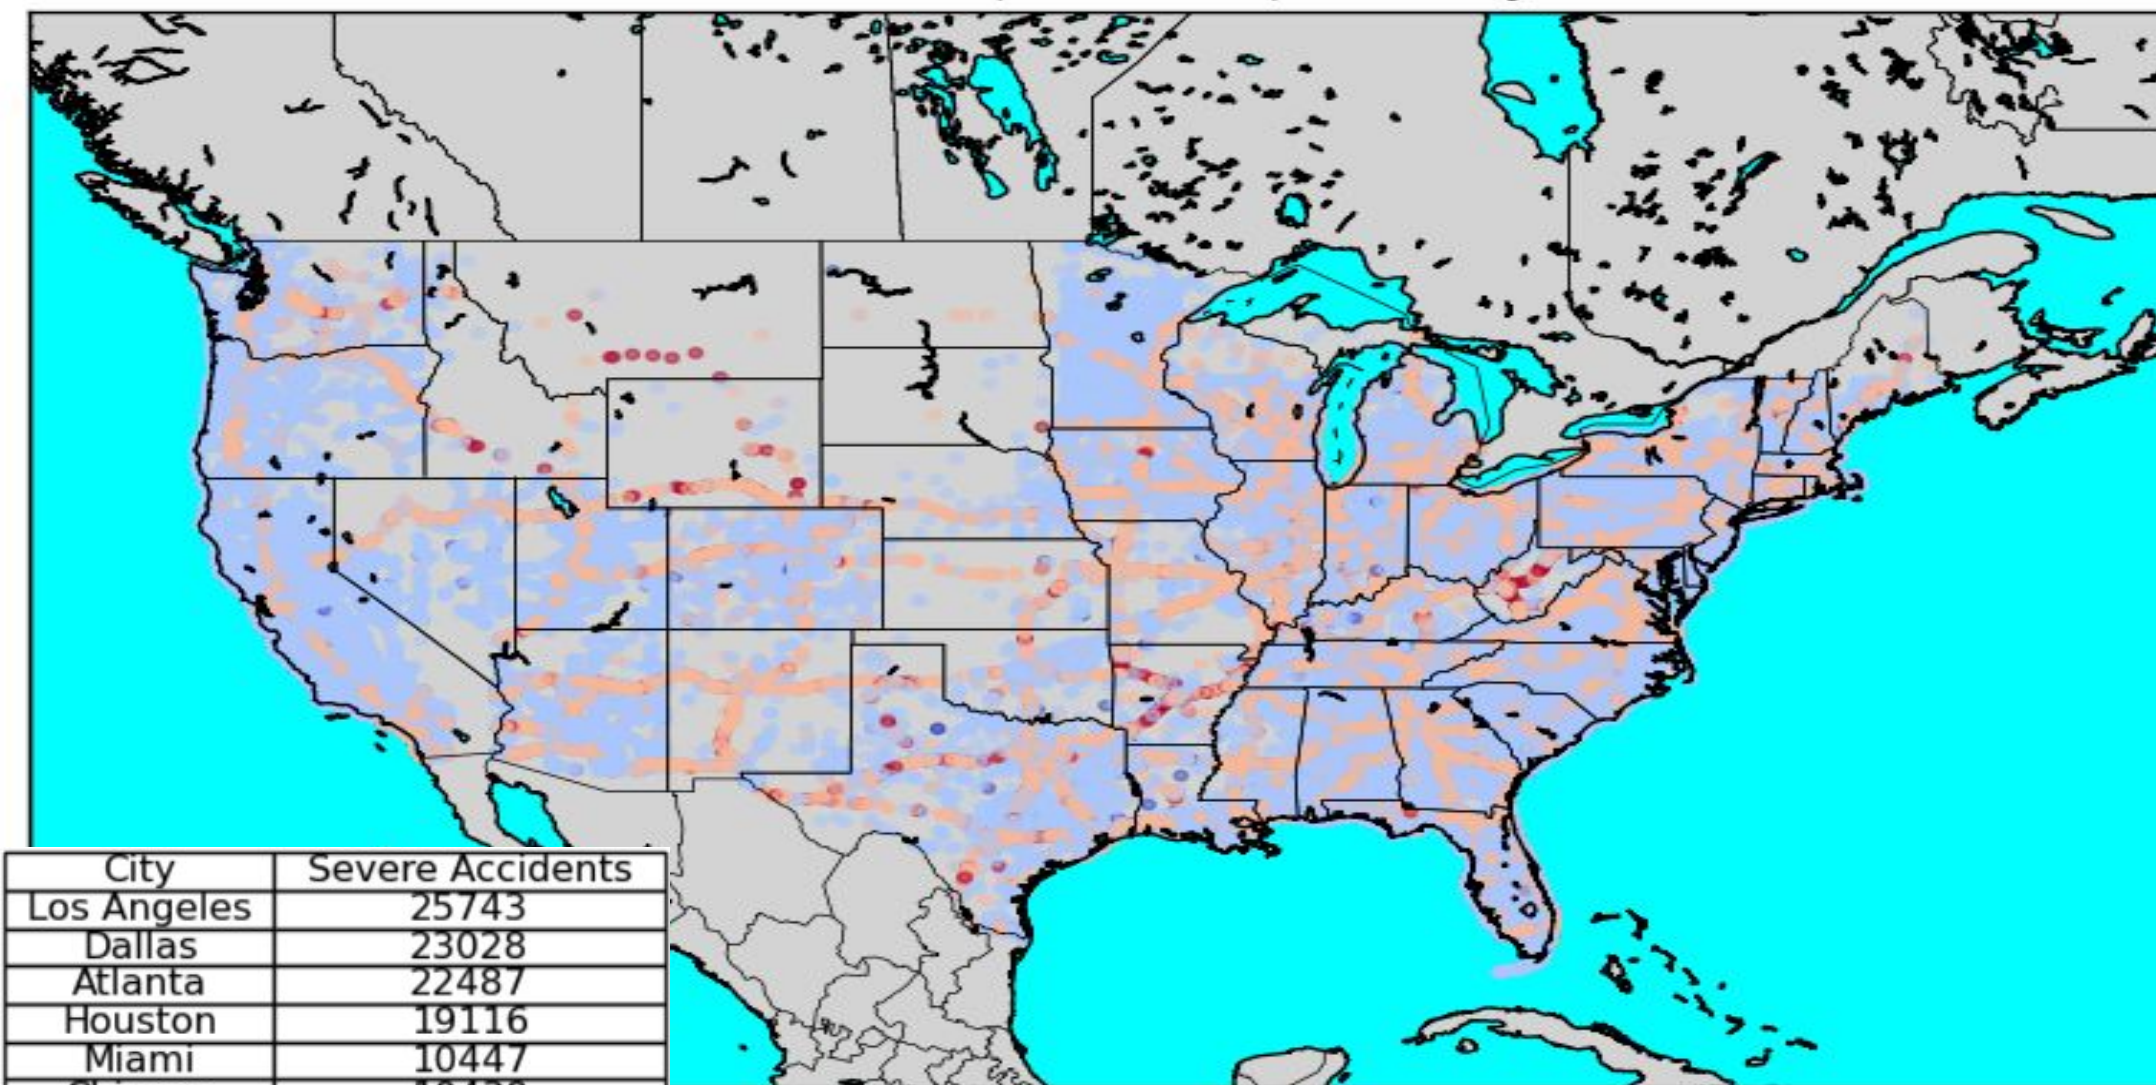 City Severe Accidents
Los Angeles 25743
Dallas 23028
Atlanta 22487
Houston 19116
Miami 10447